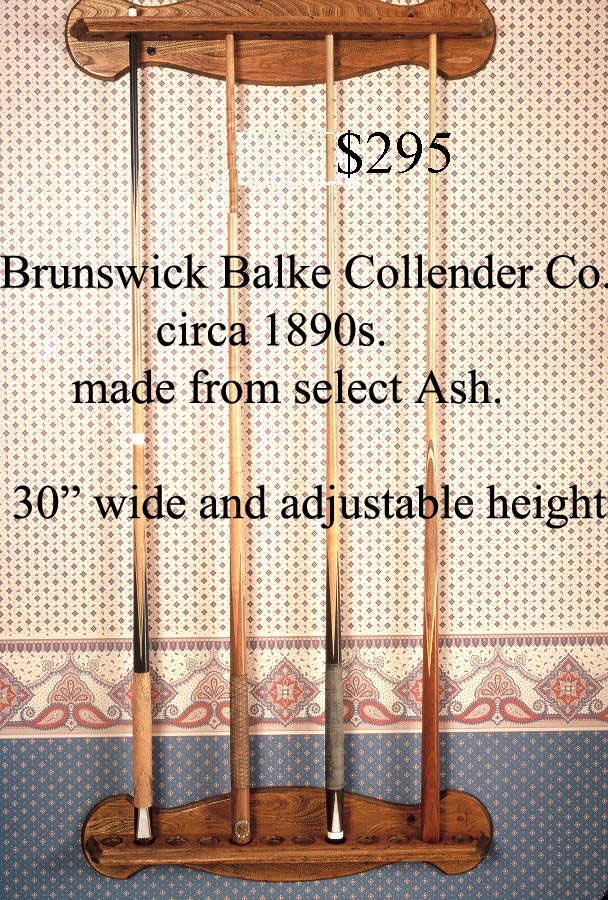 $295
Brunswick Balke Collender Co.
circa 1890s.
made from select Ash.
30” wide and adjustable height